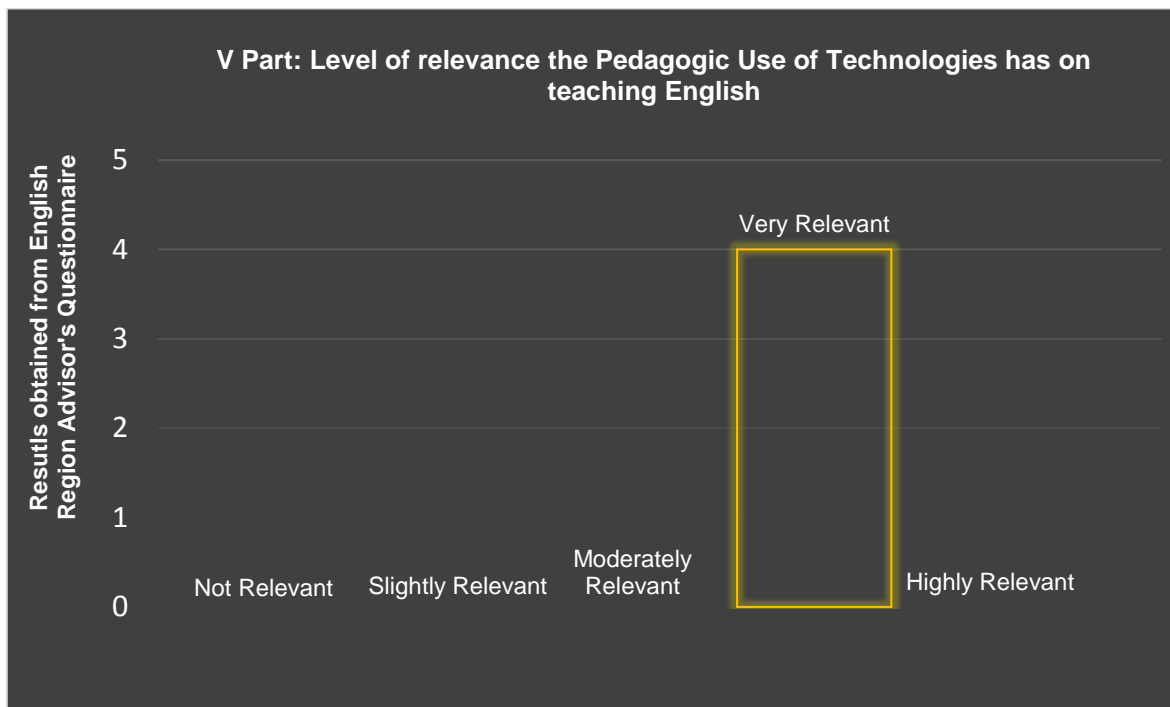 V Part: Level of relevance the Pedagogic Use of Technologies has on
teaching English
Resutls obtained from English
Region Advisor's Questionnaire
5
4
3
2
1
0
Not Relevant
Slightly Relevant
Moderately
Relevant
Very Relevant
Highly Relevant